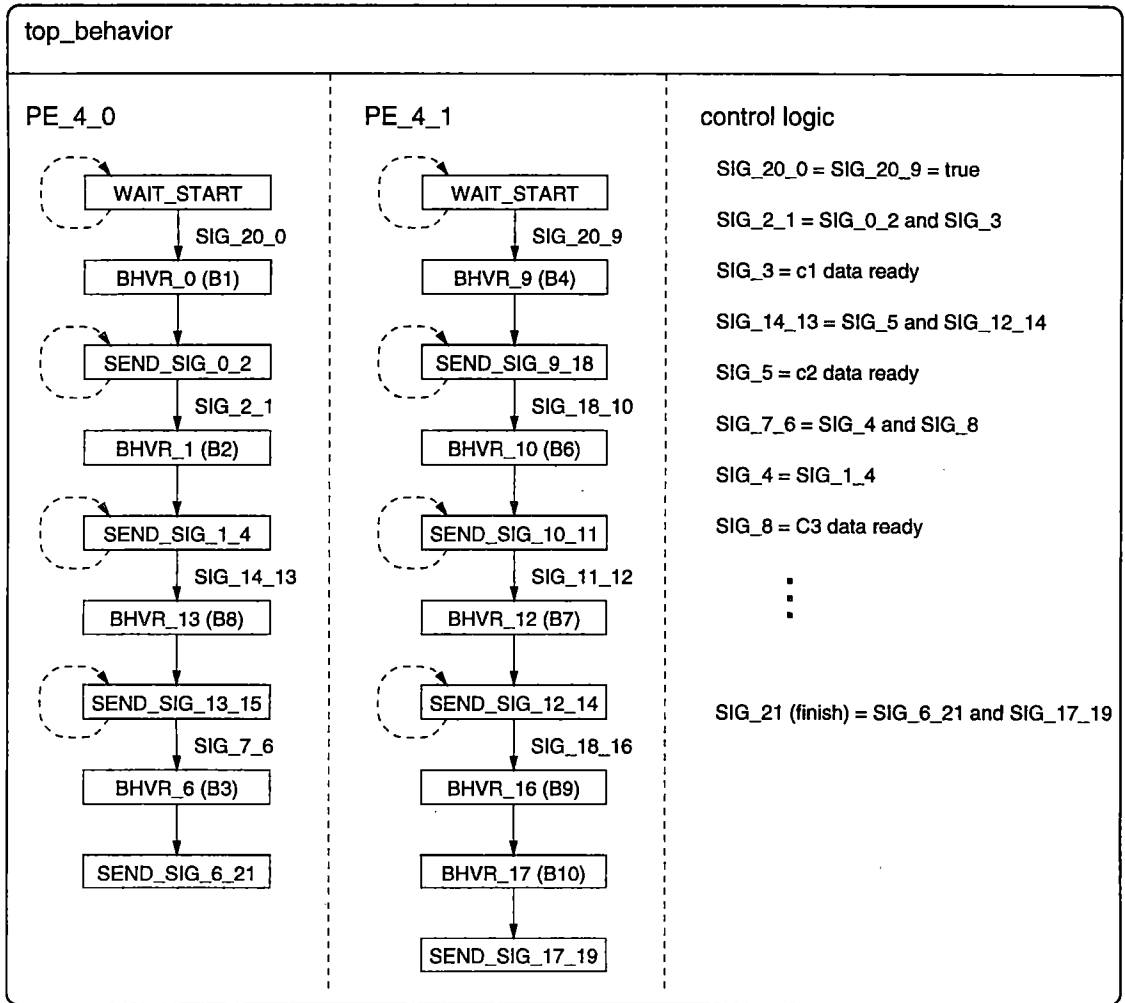 top_behavior
PE_4_0
WAIT_START
SIG_20_0
BHVR_0 (B1)
SEND_SIG_0_2
SIG_2_1
BHVR_1 (B2)
SEND_SIG_1_4
SIG_14_13
BHVR_13 (B8)
SEND_SIG_13_15
SIG_7_6
BHVR_6 (B3)
SEND_SIG_6_21
PE_4_1
WAIT_START
SIG_20_9
BHVR_9 (B4)
SEND_SIG_9_18
SIG_18_10
BHVR_10 (B6)
SEND_SIG_10_11
SIG_11_12
BHVR_12 (B7)
SEND_SIG_12_14
SIG_18_16
BHVR_16 (B9)
BHVR_17 (B10)
SEND_SIG_17_19
control logic
SIG_20_0 = SIG_20_9 = true
SIG_2_1 = SIG_0_2 and SIG_3
SIG_3 = c1 data ready
SIG_14_13 = SIG_5 and SIG_12_14
SIG_5 = c2 data ready
SIG_7_6 = SIG_4 and SIG_8
SIG_4 = SIG_1_4
SIG_8 = C3 data ready
SIG_21 (finish) = SIG_6_21 and SIG_17_19